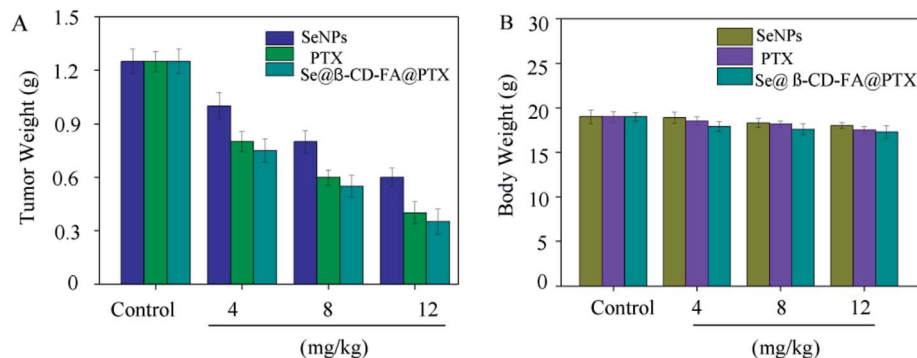 A
Tumor Weight (g)
1.5
1.2
0.9
0.6
0.3
0
SeNPs
PTX
Se@ß-CD-FA@PTX
Control
4
8
12
(mg/kg)
B
Body Weight (g)
30
25
20
15
10
5
0
SeNPs
PTX
Se@ ß-CD-FA@PTX
Control
4
8
12
(mg/kg)